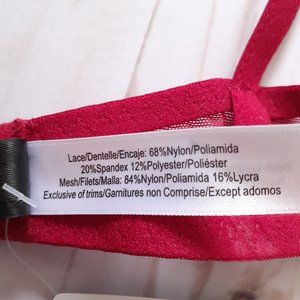 Lace/Dentelle/Encaje: 68%Nylon/Poliamida
20%Spandex 12%Polyester/Poliéster
Mesh/Filets/Malla: 84%Nylon/Poliamida 16%Lycra
Exclusive of trims/Garnitures non Comprise/Except adornos